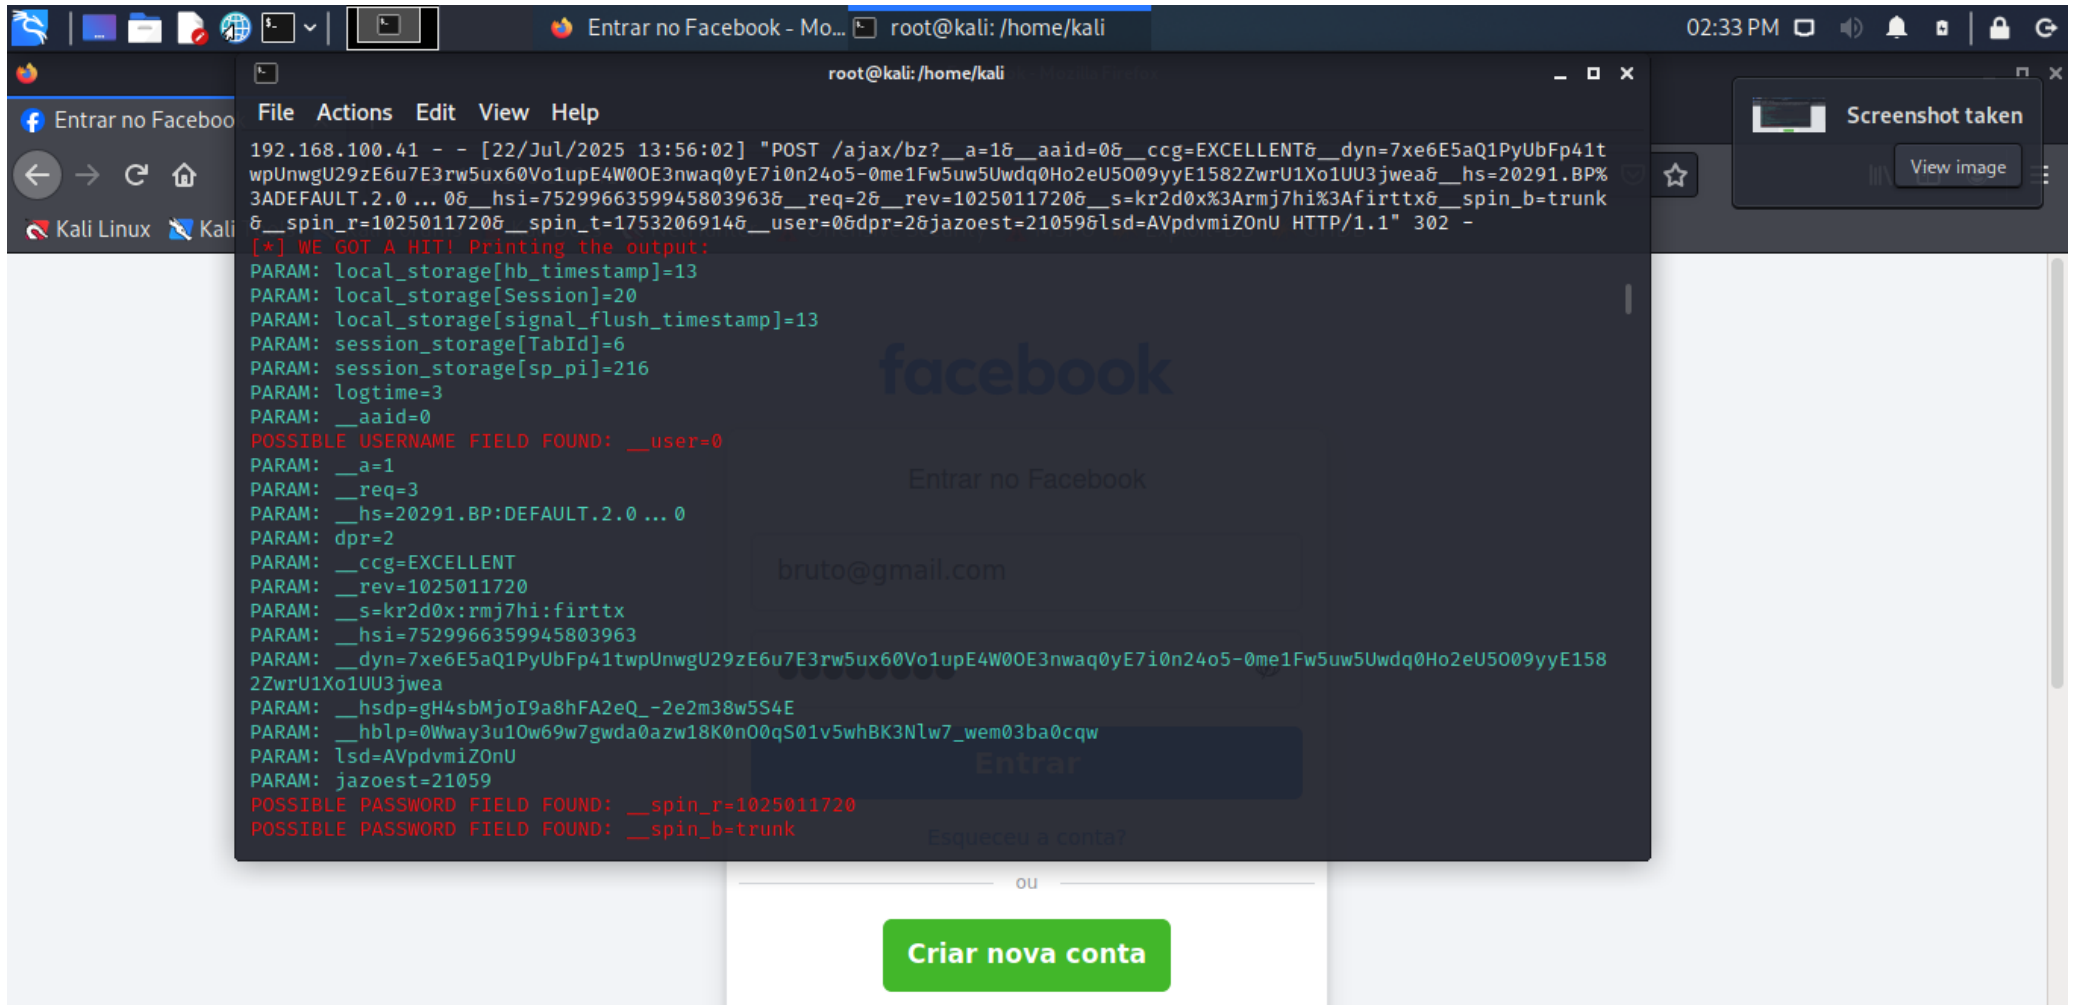 Entrar no Facebook - Mo...
root@kali: /home/kali
02:33 PM
root@kali: /home/kali
Entrar no Faceboo
File Actions Edit View Help
Screenshot taken
View image
Kali Linux
Kali
192.168.100.41 - - [22/Jul/2025 13:56:02] "POST /ajax/bz?__a=1&__aaid=0&__ccg=EXCELLENT&__dyn=7xe6E5aQ1PyUbFp41t
wpUnwgU29zE6u7E3rw5ux60Vo1upE4W0OE3nwaq0yE7i0n24o5-0me1Fw5uw5Uwdq0Ho2eU5O09yyE1582ZwrU1Xo1UU3jwea&__hs=20291.BP%
3ADEFAULT.2.0...0&__hsi=7529966359945803963&__req=2&__rev=1025011720&__s=kr2d0x%3Armj7hi%3Afirttx&__spin_b=trunk
&__spin_r=1025011720&__spin_t=1753206914&__user=0&dpr=2&jazoest=21059&lsd=AVpdvmiZOnU HTTP/1.1" 302 -
[*] WE GOT A HIT! Printing the output:
PARAM: local_storage[hb_timestamp]=13
PARAM: local_storage[Session]=20
PARAM: local_storage[signal_flush_timestamp]=13
PARAM: session_storage[TabId]=6
PARAM: session_storage[sp_pi]=216
PARAM: logtime=3
PARAM: __aaid=0
POSSIBLE USERNAME FIELD FOUND: __user=0
PARAM: __a=1
PARAM: __req=3
PARAM: __hs=20291.BP:DEFAULT.2.0...0
PARAM: dpr=2
PARAM: __ccg=EXCELLENT
PARAM: __rev=1025011720
PARAM: __s=kr2d0x:rmj7hi:firttx
PARAM: __hsi=7529966359945803963
PARAM: __dyn=7xe6E5aQ1PyUbFp41twpUnwgU29zE6u7E3rw5ux60Vo1upE4W0OE3nwaq0yE7i0n24o5-0me1Fw5uw5Uwdq0Ho2eU5O09yyE158
2ZwrU1Xo1UU3jwea
PARAM: __hsdp=gH4sbMjoI9a8hFA2eQ_-2e2m38w5S4E
PARAM: __hblp=0Wway3u1Ow69w7gwda0azw18K0nO0qS01v5whBK3Nlw7_wem03ba0cqw
PARAM: lsd=AVpdvmiZOnU
PARAM: jazoest=21059
POSSIBLE PASSWORD FIELD FOUND: __spin_r=1025011720
POSSIBLE PASSWORD FIELD FOUND: __spin_b=trunk
facebook
Entrar no Facebook
bruto@gmail.com
Entrar
Esqueceu a conta?
ou
Criar nova conta